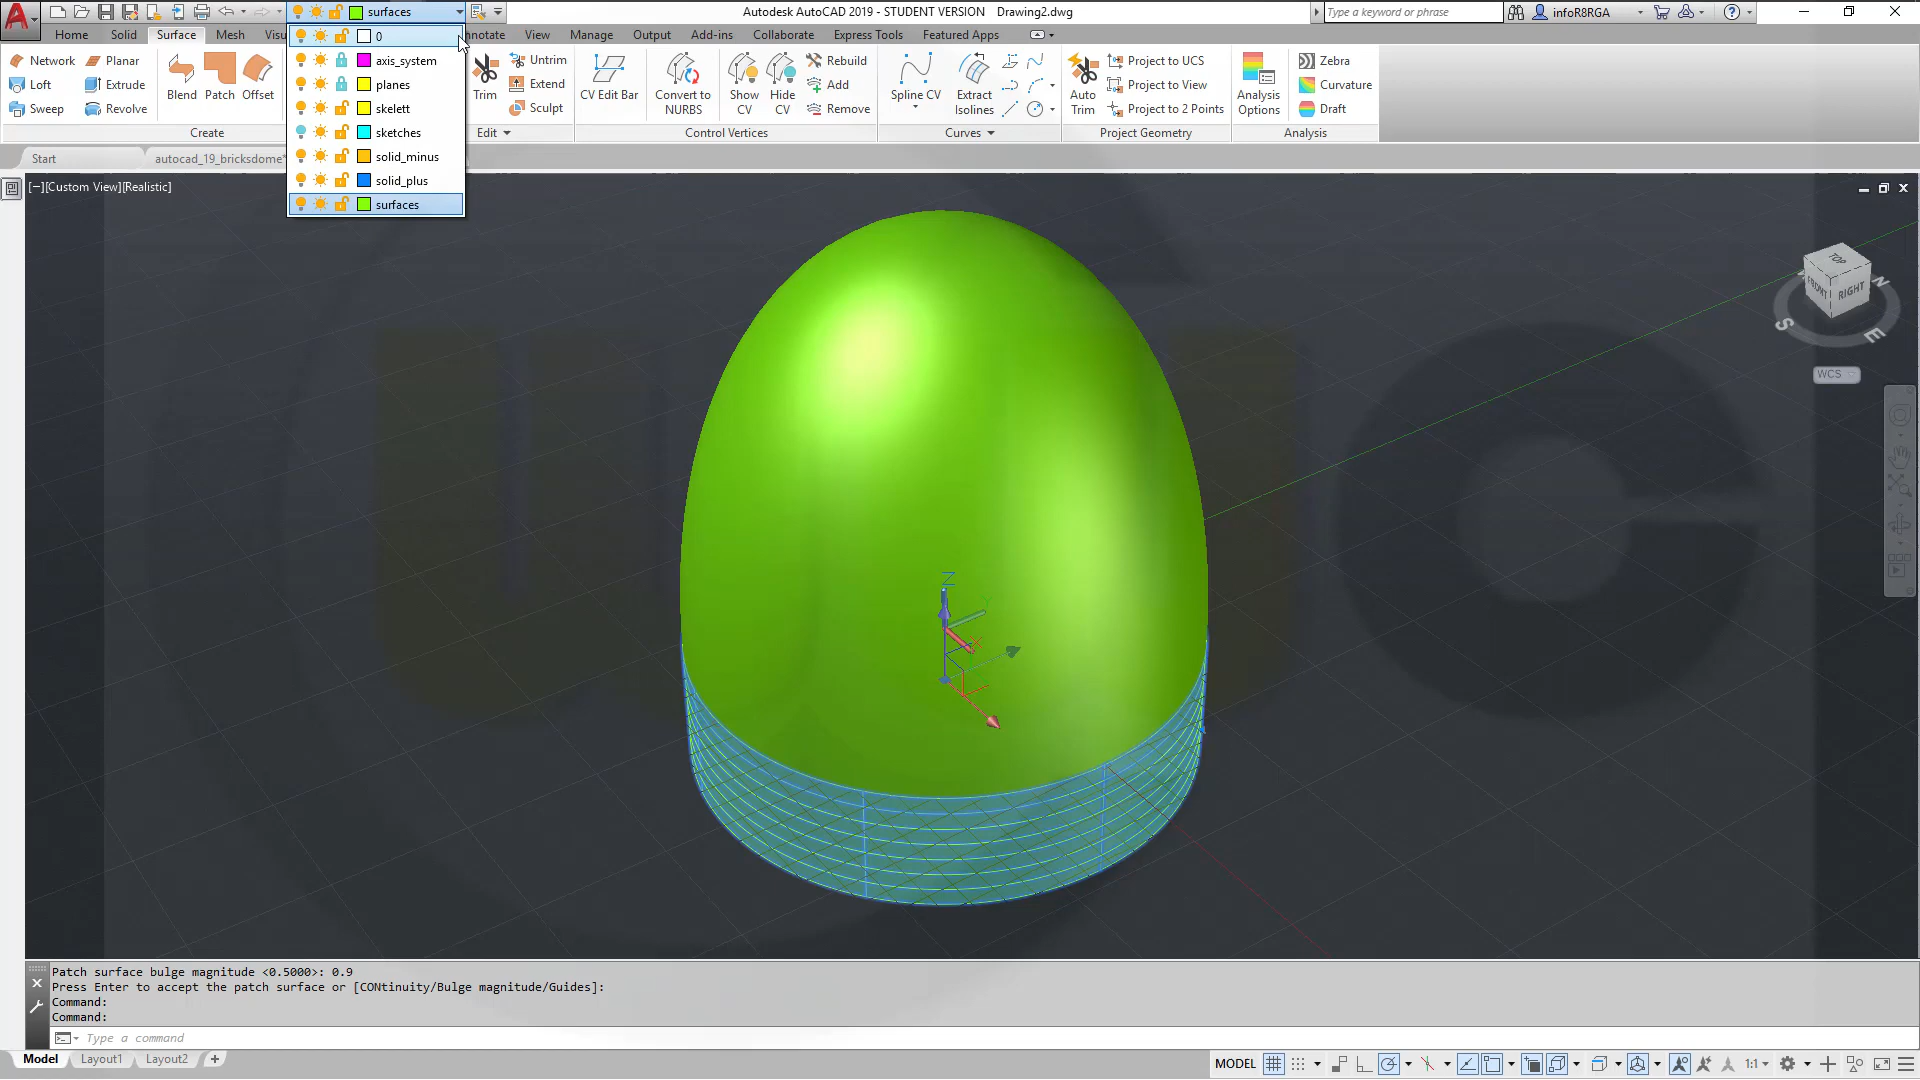 surfaces
Autodesk AutoCAD 2019 - STUDENT VERSION Drawing2.dwg
Type a keyword or phrase
infoR8RGA
Home Solid Surface Mesh Annotate View Manage Output Add-ins Collaborate Express Tools Featured Apps
0
axis_system
planes
skelett
sketches
solid_minus
solid_plus
surfaces
Network Planar
Loft Extrude
Sweep Revolve
Blend Patch Offset
Create
Trim
Untrim
Extend
Sculpt
Edit
CV Edit Bar
Convert to
NURBS
Show
CV
Hide
CV
Rebuild
Add
Remove
Control Vertices
Spline CV
Extract
Isolines
Curves
Auto
Trim
Project to UCS
Project to View
Project to 2 Points
Project Geometry
Analysis
Options
Zebra
Curvature
Draft
Analysis
Start autocad_19_bricksdome*
[−][Custom View][Realistic]
TOP
FRONT RIGHT
N
S
E
WCS
Z
X
Patch surface bulge magnitude <0.5000>: 0.9
Press Enter to accept the patch surface or [CONtinuity/Bulge magnitude/Guides]:
Command:
Command:
Type a command
Model Layout1 Layout2 +
MODEL 1:1